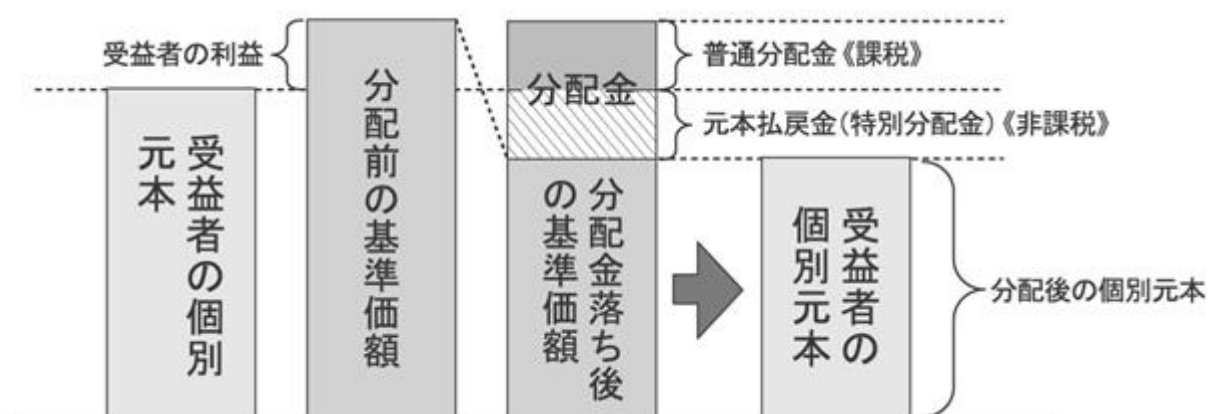 受益者の利益
受益者の個別
元本
分配前の基準価額
分配金
分配金落ち後
の基準価額
普通分配金《課税》
元本払戻金(特別分配金)《非課税》
受益者の
個別元本
分配後の個別元本